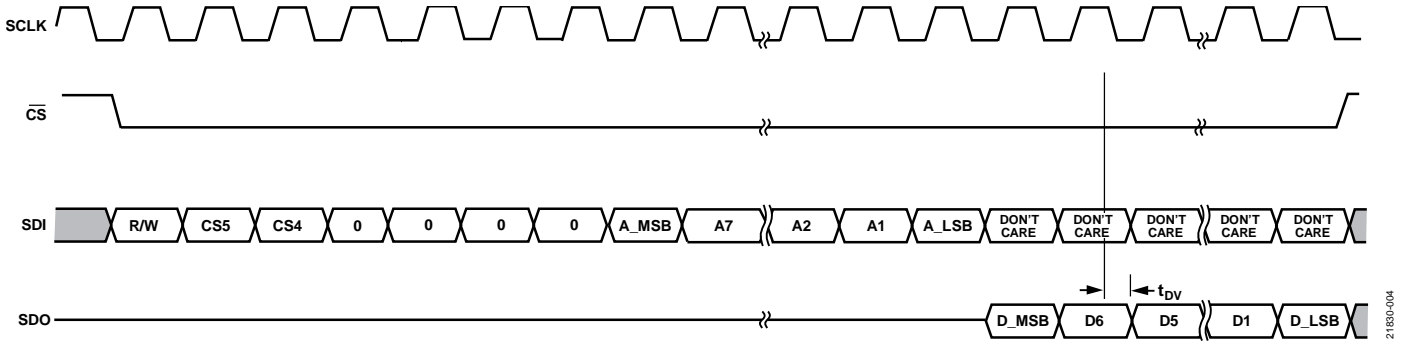 SCLK
CS
SDI
R/W
CS5
CS4
0
0
0
0
A_MSB
A7
A2
A1
A_LSB
DON'T
CARE
DON'T
CARE
DON'T
CARE
DON'T
CARE
DON'T
CARE
tDV
SDO
D_MSB
D6
D5
D1
D_LSB
21830-004